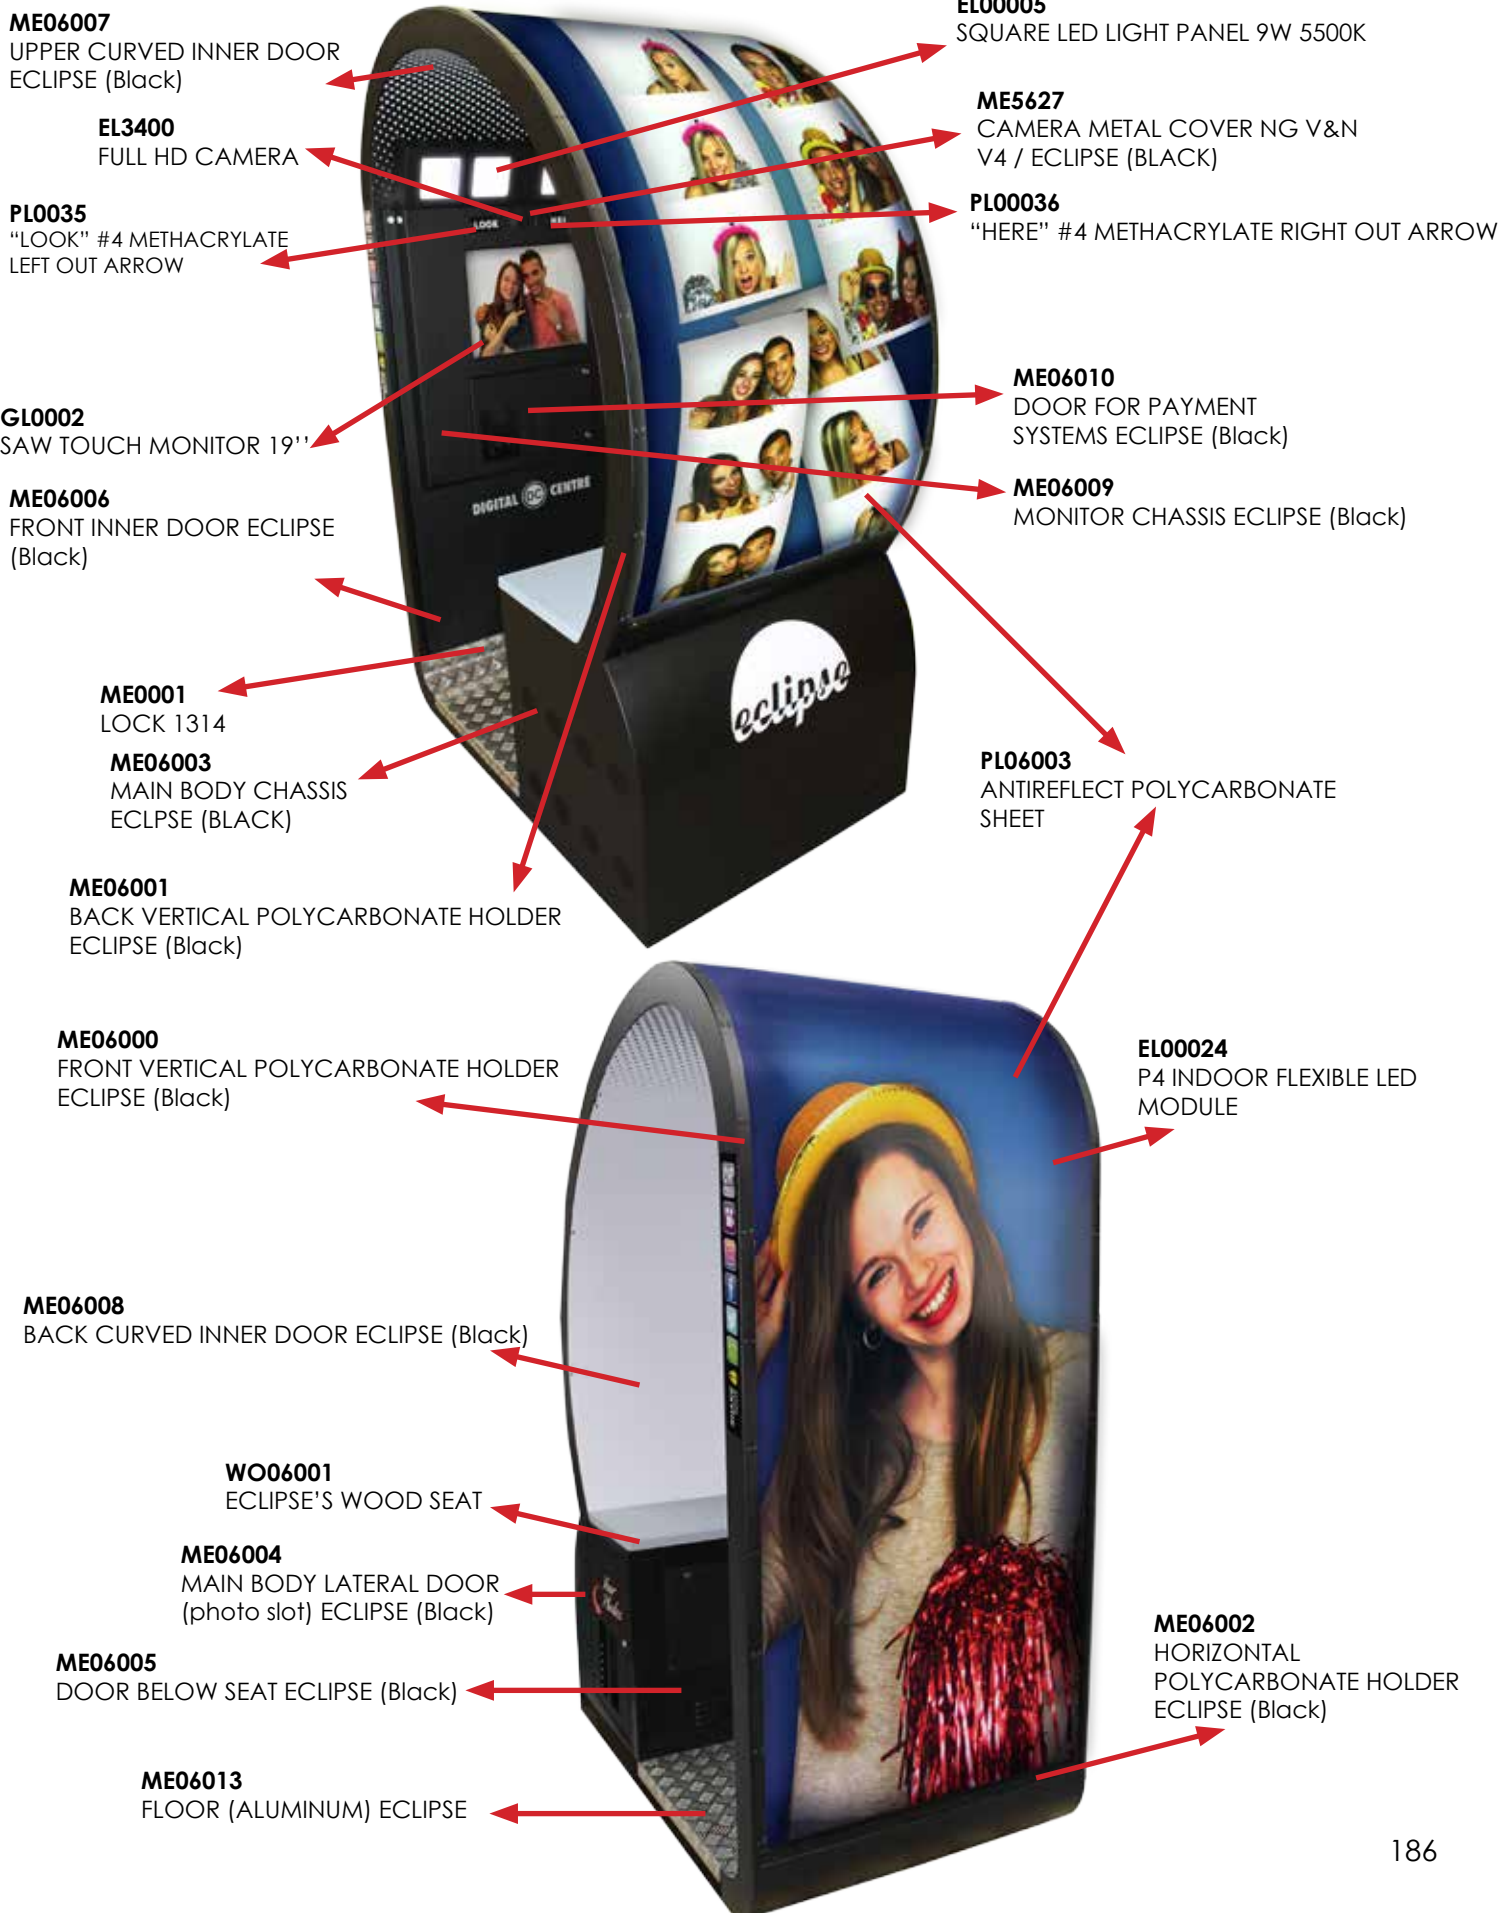 ME06007
UPPER CURVED INNER DOOR
ECLIPSE (Black)
EL00005
SQUARE LED LIGHT PANEL 9W 5500K
EL3400
FULL HD CAMERA
ME5627
CAMERA METAL COVER NG V&N
V4 / ECLIPSE (BLACK)
PL0035
“LOOK” #4 METHACRYLATE
LEFT OUT ARROW
PL00036
“HERE” #4 METHACRYLATE RIGHT OUT ARROW
LOOK
GL0002
SAW TOUCH MONITOR 19’’
ME06010
DOOR FOR PAYMENT
SYSTEMS ECLIPSE (Black)
ME06006
FRONT INNER DOOR ECLIPSE
(Black)
ME06009
MONITOR CHASSIS ECLIPSE (Black)
DIGITAL DC CENTRE
eclipse
ME0001
LOCK 1314
ME06003
MAIN BODY CHASSIS
ECLPSE (BLACK)
PL06003
ANTIREFLECT POLYCARBONATE
SHEET
ME06001
BACK VERTICAL POLYCARBONATE HOLDER
ECLIPSE (Black)
ME06000
FRONT VERTICAL POLYCARBONATE HOLDER
ECLIPSE (Black)
EL00024
P4 INDOOR FLEXIBLE LED
MODULE
ME06008
BACK CURVED INNER DOOR ECLIPSE (Black)
WO06001
ECLIPSE’S WOOD SEAT
ME06004
MAIN BODY LATERAL DOOR
(photo slot) ECLIPSE (Black)
ME06005
DOOR BELOW SEAT ECLIPSE (Black)
ME06002
HORIZONTAL
POLYCARBONATE HOLDER
ECLIPSE (Black)
ME06013
FLOOR (ALUMINUM) ECLIPSE
186